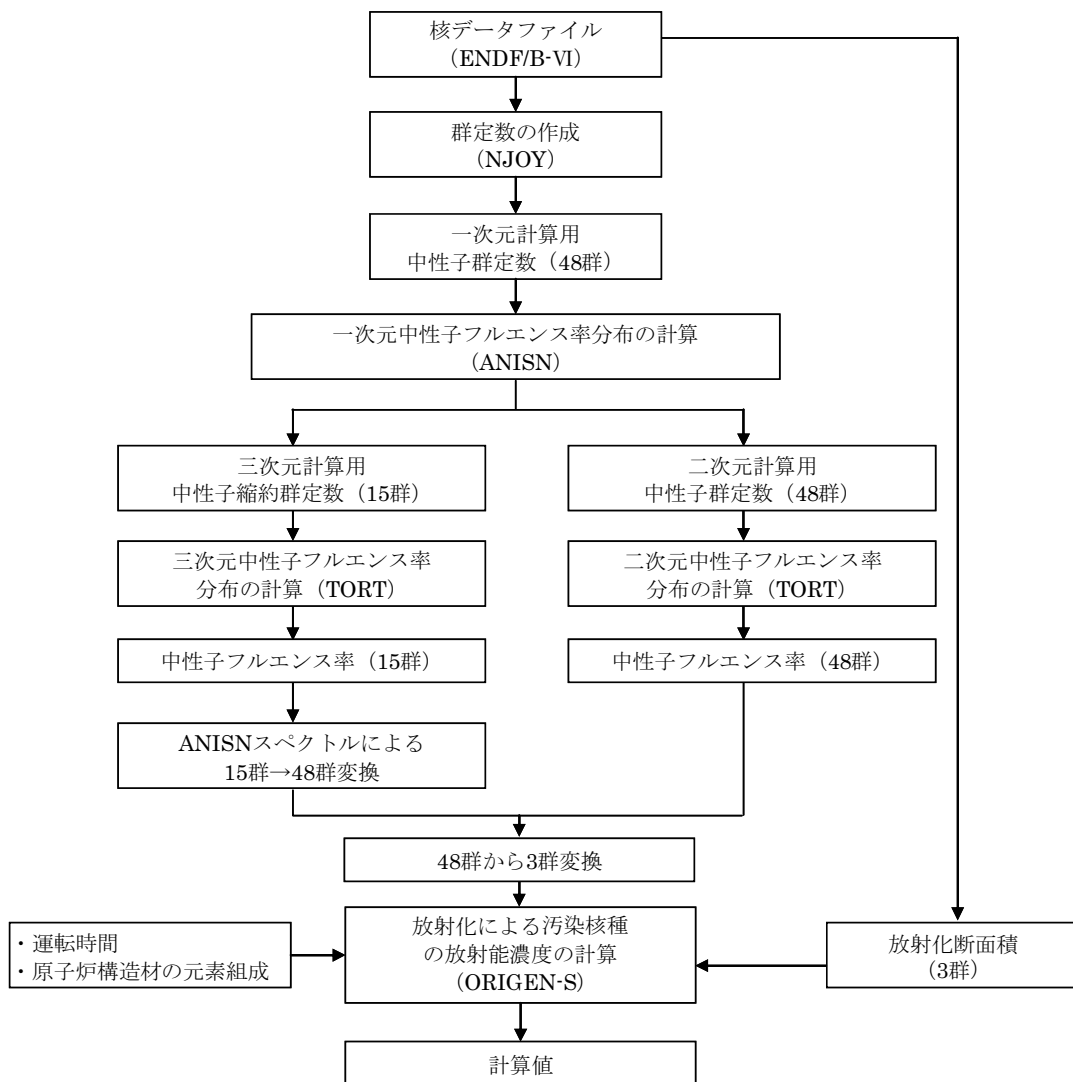 核データファイル
(ENDF/B-VI)
群定数の作成
(NJOY)
一次元計算用
中性子群定数（48群）
一次元中性子フルエンス率分布の計算
(ANISN)
三次元計算用
中性子縮約群定数（15群）
二次元計算用
中性子群定数（48群）
三次元中性子フルエンス率
分布の計算（TORT）
二次元中性子フルエンス率
分布の計算（TORT）
中性子フルエンス率（15群）
中性子フルエンス率（48群）
ANISNスペクトルによる
15群→48群変換
48群から3群変換
・運転時間
・原子炉構造材の元素組成
放射化による汚染核種
の放射能濃度の計算
(ORIGEN-S)
放射化断面積
（3群）
計算値